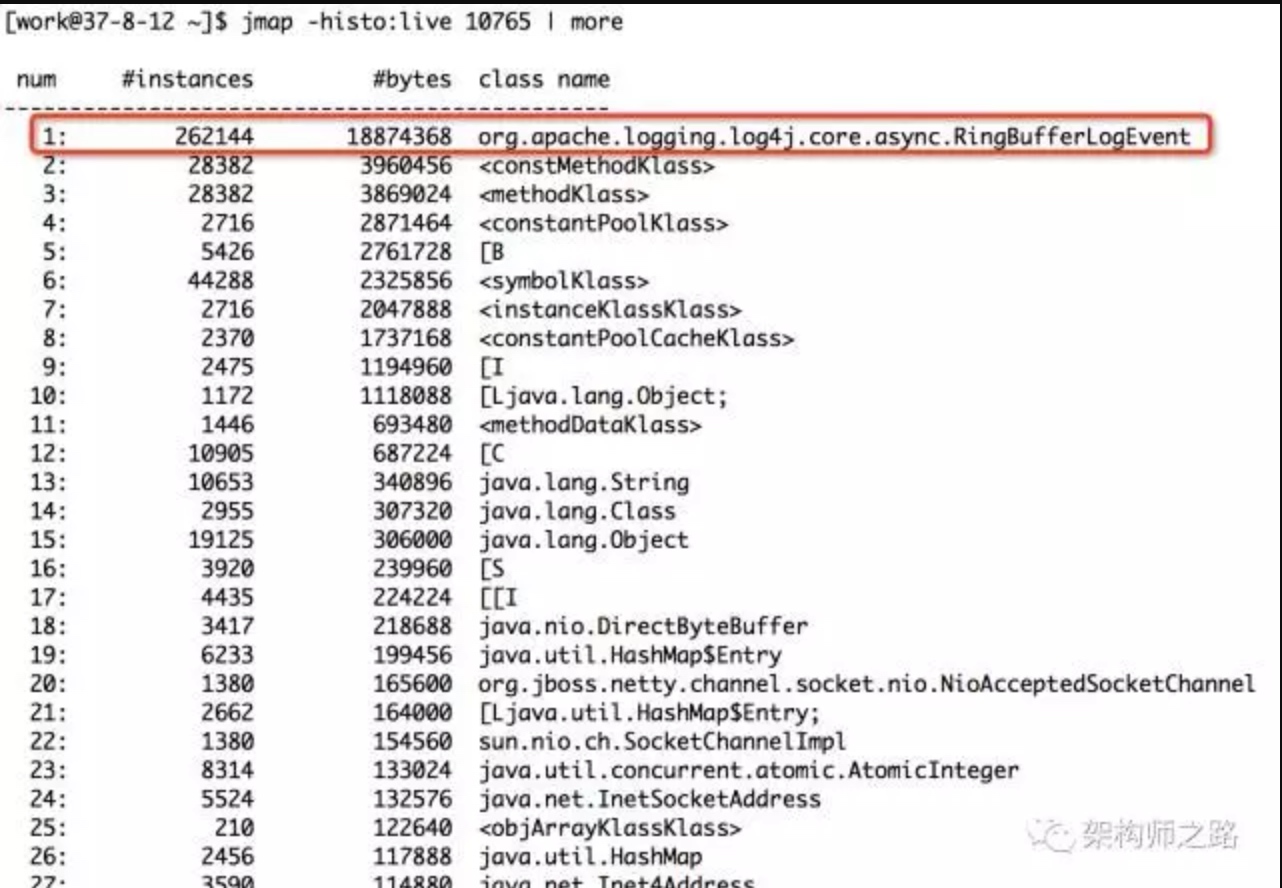 [work@37-8-12 ~]$ jmap -histo:live 10765 | more
num #instances #bytes class name
----------------------------------------------
1: 262144 18874368 org.apache.logging.log4j.core.async.RingBufferLogEvent
2: 28382 3960456 <constMethodKlass>
3: 28382 3869024 <methodKlass>
4: 2716 2871464 <constantPoolKlass>
5: 5426 2761728 [B
6: 44288 2325856 <symbolKlass>
7: 2716 2047888 <instanceKlassKlass>
8: 2370 1737168 <constantPoolCacheKlass>
9: 2475 1194960 [I
10: 1172 1118088 [Ljava.lang.Object;
11: 1446 693480 <methodDataKlass>
12: 10905 687224 [C
13: 10653 340896 java.lang.String
14: 2955 307320 java.lang.Class
15: 19125 306000 java.lang.Object
16: 3920 239960 [S
17: 4435 224224 [[I
18: 3417 218688 java.nio.DirectByteBuffer
19: 6233 199456 java.util.HashMap$Entry
20: 1380 165600 org.jboss.netty.channel.socket.nio.NioAcceptedSocketChannel
21: 2662 164000 [Ljava.util.HashMap$Entry;
22: 1380 154560 sun.nio.ch.SocketChannelImpl
23: 8314 133024 java.util.concurrent.atomic.AtomicInteger
24: 5524 132576 java.net.InetSocketAddress
25: 210 122640 <objArrayKlassKlass>
26: 2456 117888 java.util.HashMap
27: 3590 114880 java.net.Inet4Address
架构师之路